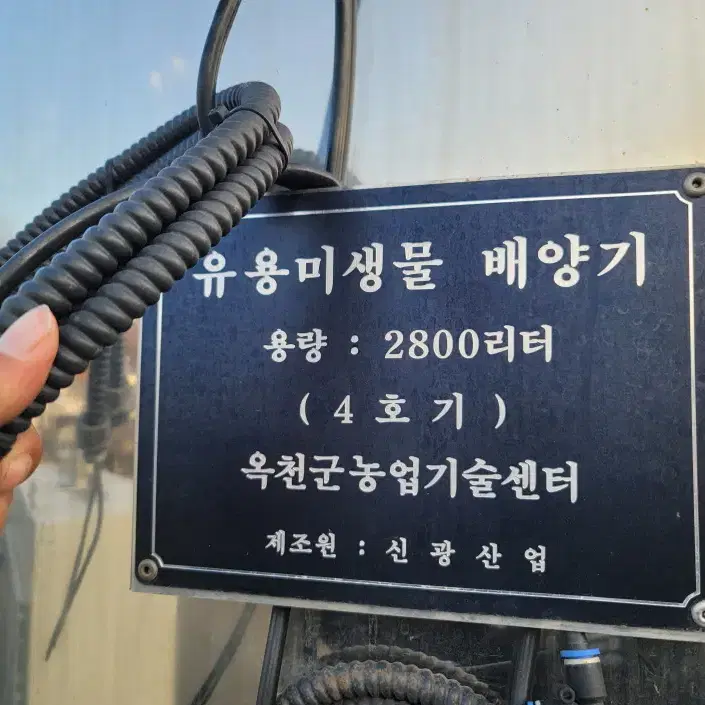 유용미생물 배양기
용량 : 2800리터
( 4 호 기 )
옥천군농업기술센터
제조원 : 신 광 산 업